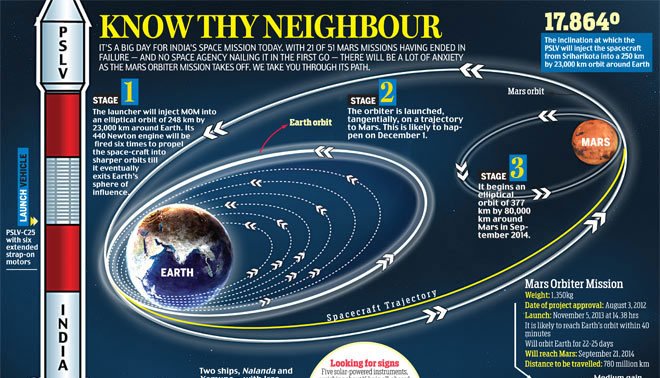 KNOW THY NEIGHBOUR
IT'S A BIG DAY FOR INDIA'S SPACE MISSION TODAY. WITH 21 OF 51 MARS MISSIONS HAVING ENDED IN
FAILURE — AND NO SPACE AGENCY NAILING IT IN THE FIRST GO — THERE WILL BE A LOT OF ANXIETY
AS THE MARS ORBITER MISSION TAKES OFF. WE TAKE YOU THROUGH ITS PATH.
17.864º
The inclination at which the
PSLV will inject the spacecraft
from Sriharikota into a 250 km
by 23,000 km orbit around Earth
PSLV
LAUNCH VEHICLE
PSLV-C25
with six
extended
strap-on
motors
INDIA
STAGE 1
The launcher will inject MOM into
an elliptical orbit of 248 km by
23,000 km around Earth. Its
440 Newton engine will be
fired six times to propel
the space-craft into
sharper orbits till
it eventually
exits Earth's
sphere of
influence.
Earth orbit
STAGE 2
The orbiter is launched,
tangentially, on a trajectory
to Mars. This is likely to hap-
pen on December 1.
Mars orbit
MARS
STAGE 3
It begins an
elliptical
orbit of 377
km by 80,000
km around
Mars in Sep-
tember 2014.
EARTH
Spacecraft Trajectory
Mars Orbiter Mission
Weight: 1,350kg
Date of project approval: August 3, 2012
Launch: November 5, 2013 at 14.38 hrs
It is likely to reach Earth's orbit within 40
minutes
Will orbit Earth for 22-25 days
Will reach Mars: September 21, 2014
Distance to be travelled: 780 million km
Medium gain
Two ships, Nalanda and
Looking for signs
Five solar-powered instruments,